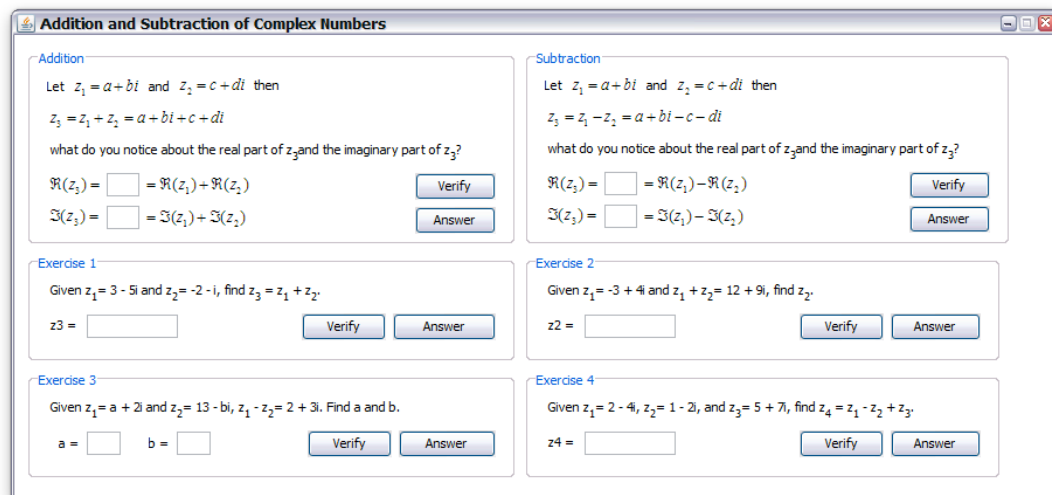 Addition and Subtraction of Complex Numbers
Addition
Let z₁ = a + bi and z₂ = c + di then
z₃ = z₁ + z₂ = a + bi + c + di
what do you notice about the real part of z₃and the imaginary part of z₃?
ℜ(z₃) = = ℜ(z₁) + ℜ(z₂)
Verify
ℑ(z₃) = = ℑ(z₁) + ℑ(z₂)
Answer
Subtraction
Let z₁ = a + bi and z₂ = c + di then
z₃ = z₁ − z₂ = a + bi − c − di
what do you notice about the real part of z₃and the imaginary part of z₃?
ℜ(z₃) = = ℜ(z₁) − ℜ(z₂)
Verify
ℑ(z₃) = = ℑ(z₁) − ℑ(z₂)
Answer
Exercise 1
Given z₁= 3 - 5i and z₂= -2 - i, find z₃ = z₁ + z₂.
z3 = Verify Answer
Exercise 2
Given z₁= -3 + 4i and z₁ + z₂= 12 + 9i, find z₂.
z2 = Verify Answer
Exercise 3
Given z₁= a + 2i and z₂= 13 - bi, z₁ - z₂= 2 + 3i. Find a and b.
a = b = Verify Answer
Exercise 4
Given z₁= 2 - 4i, z₂= 1 - 2i, and z₃= 5 + 7i, find z₄ = z₁ - z₂ + z₃.
z4 = Verify Answer